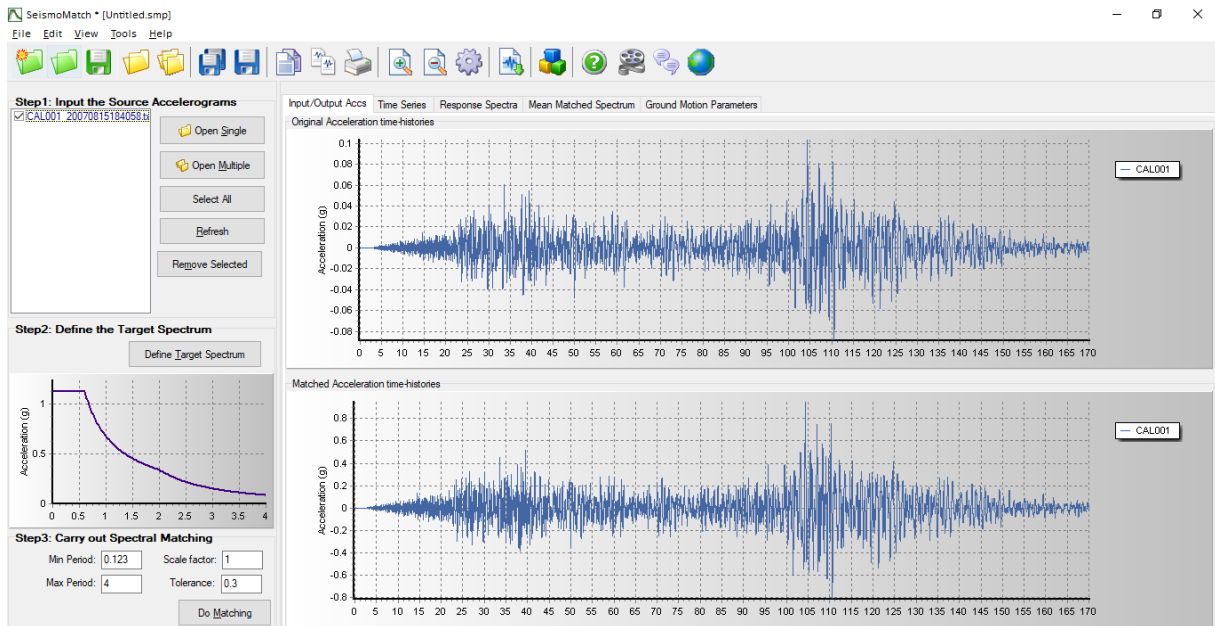 SeismoMatch * [Untitled.smp]
File Edit View Tools Help
Step1: Input the Source Accelerograms
CAL001_20070815184058.t
Open Single
Open Multiple
Select All
Refresh
Remove Selected
Step2: Define the Target Spectrum
Define Target Spectrum
Acceleration (g)
1
0.5
0
0 0.5 1 1.5 2 2.5 3 3.5 4
Step3: Carry out Spectral Matching
Min Period: 0.123 Scale factor: 1
Max Period: 4 Tolerance: 0.3
Do Matching
Input/Output Accs Time Series Response Spectra Mean Matched Spectrum Ground Motion Parameters
Original Acceleration time-histories
Acceleration (g)
0.1
0.08
0.06
0.04
0.02
0
-0.02
-0.04
-0.06
-0.08
0 5 10 15 20 25 30 35 40 45 50 55 60 65 70 75 80 85 90 95 100 105 110 115 120 125 130 135 140 145 150 155 160 165 170
CAL001
Matched Acceleration time-histories
Acceleration (g)
0.8
0.6
0.4
0.2
0
-0.2
-0.4
-0.6
-0.8
0 5 10 15 20 25 30 35 40 45 50 55 60 65 70 75 80 85 90 95 100 105 110 115 120 125 130 135 140 145 150 155 160 165 170
CAL001